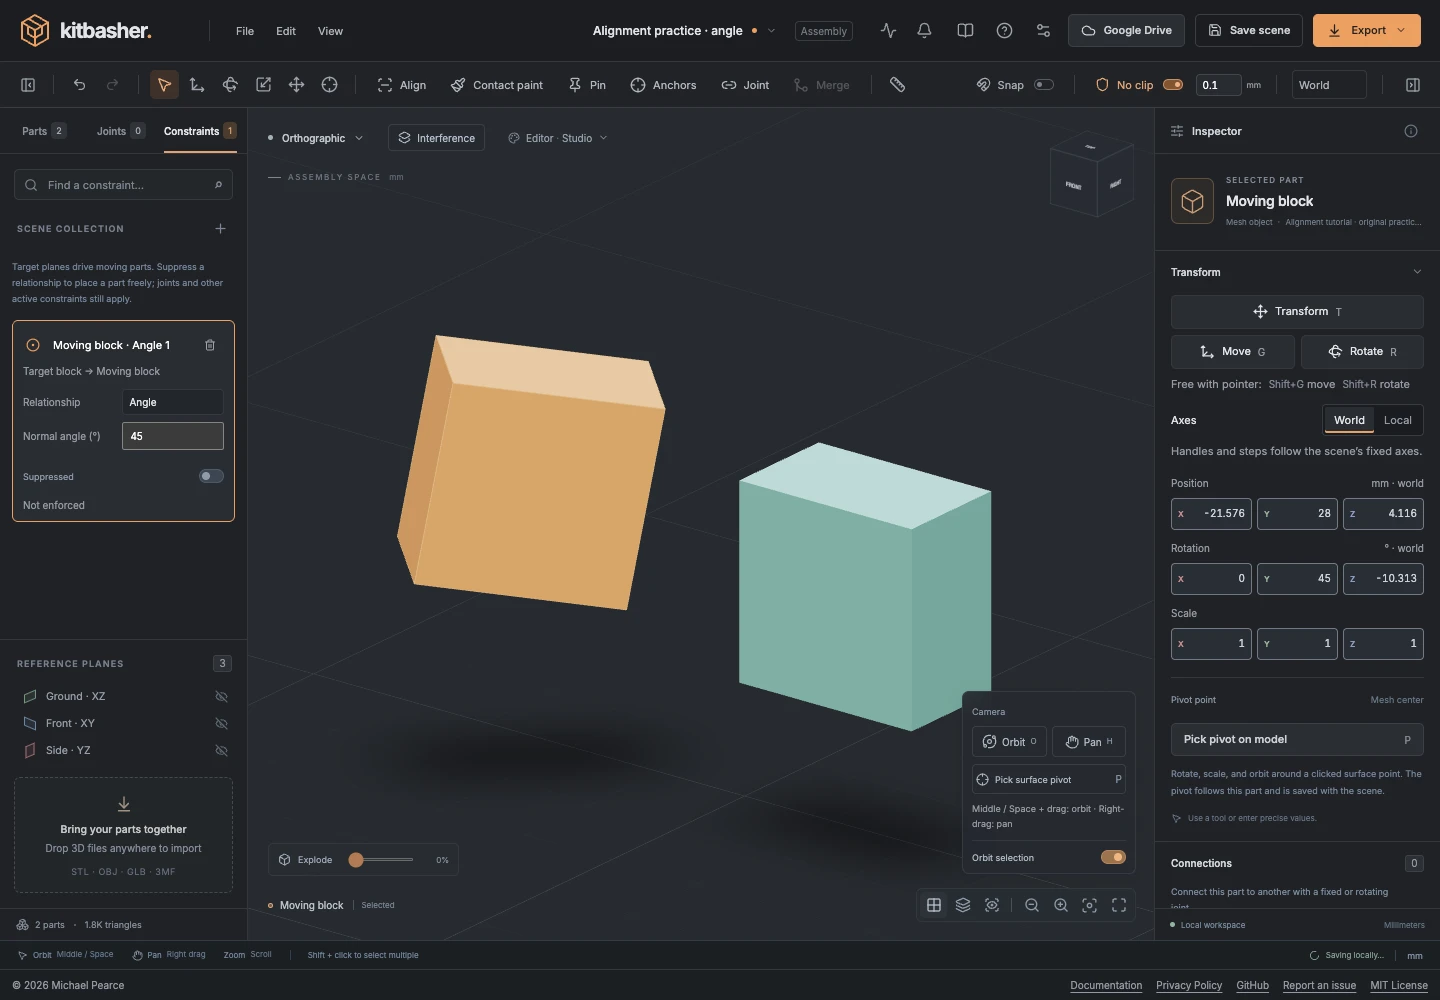 kitbasher.
File Edit View
Alignment practice · angle
Assembly
Google Drive
Save scene
Export
Align
Contact paint
Pin
Anchors
Joint
Merge
Snap
No clip
0.1 mm
World
Parts 2
Joints 0
Constraints 1
Find a constraint...
SCENE COLLECTION
Target planes drive moving parts. Suppress a
relationship to place a part freely; joints and other
active constraints still apply.
Moving block · Angle 1
Target block → Moving block
Relationship Angle
Normal angle (°) 45
Suppressed
Not enforced
REFERENCE PLANES 3
Ground · XZ
Front · XY
Side · YZ
Bring your parts together
Drop 3D files anywhere to import
STL · OBJ · GLB · 3MF
2 parts · 1.8K triangles
Orthographic
Interference
Editor · Studio
ASSEMBLY SPACE mm
FRONT
RIGHT
Camera
Orbit O
Pan H
Pick surface pivot P
Middle / Space + drag: orbit · Right-
drag: pan
Orbit selection
Explode 0%
Moving block Selected
Inspector
SELECTED PART
Moving block
Mesh object · Alignment tutorial · original practic...
Transform
Transform T
Move G
Rotate R
Free with pointer: Shift+G move Shift+R rotate
Axes World Local
Handles and steps follow the scene's fixed axes.
Position mm · world
X -21.576 Y 28 Z 4.116
Rotation ° · world
X 0 Y 45 Z -10.313
Scale
X 1 Y 1 Z 1
Pivot point Mesh center
Pick pivot on model P
Rotate, scale, and orbit around a clicked surface point. The
pivot follows this part and is saved with the scene.
Use a tool or enter precise values.
Connections 0
Connect this part to another with a fixed or rotating
joint.
Local workspace Millimeters
Orbit Middle / Space Pan Right drag Zoom Scroll Shift + click to select multiple
Saving locally... mm
© 2026 Michael Pearce
Documentation Privacy Policy GitHub Report an issue MIT License